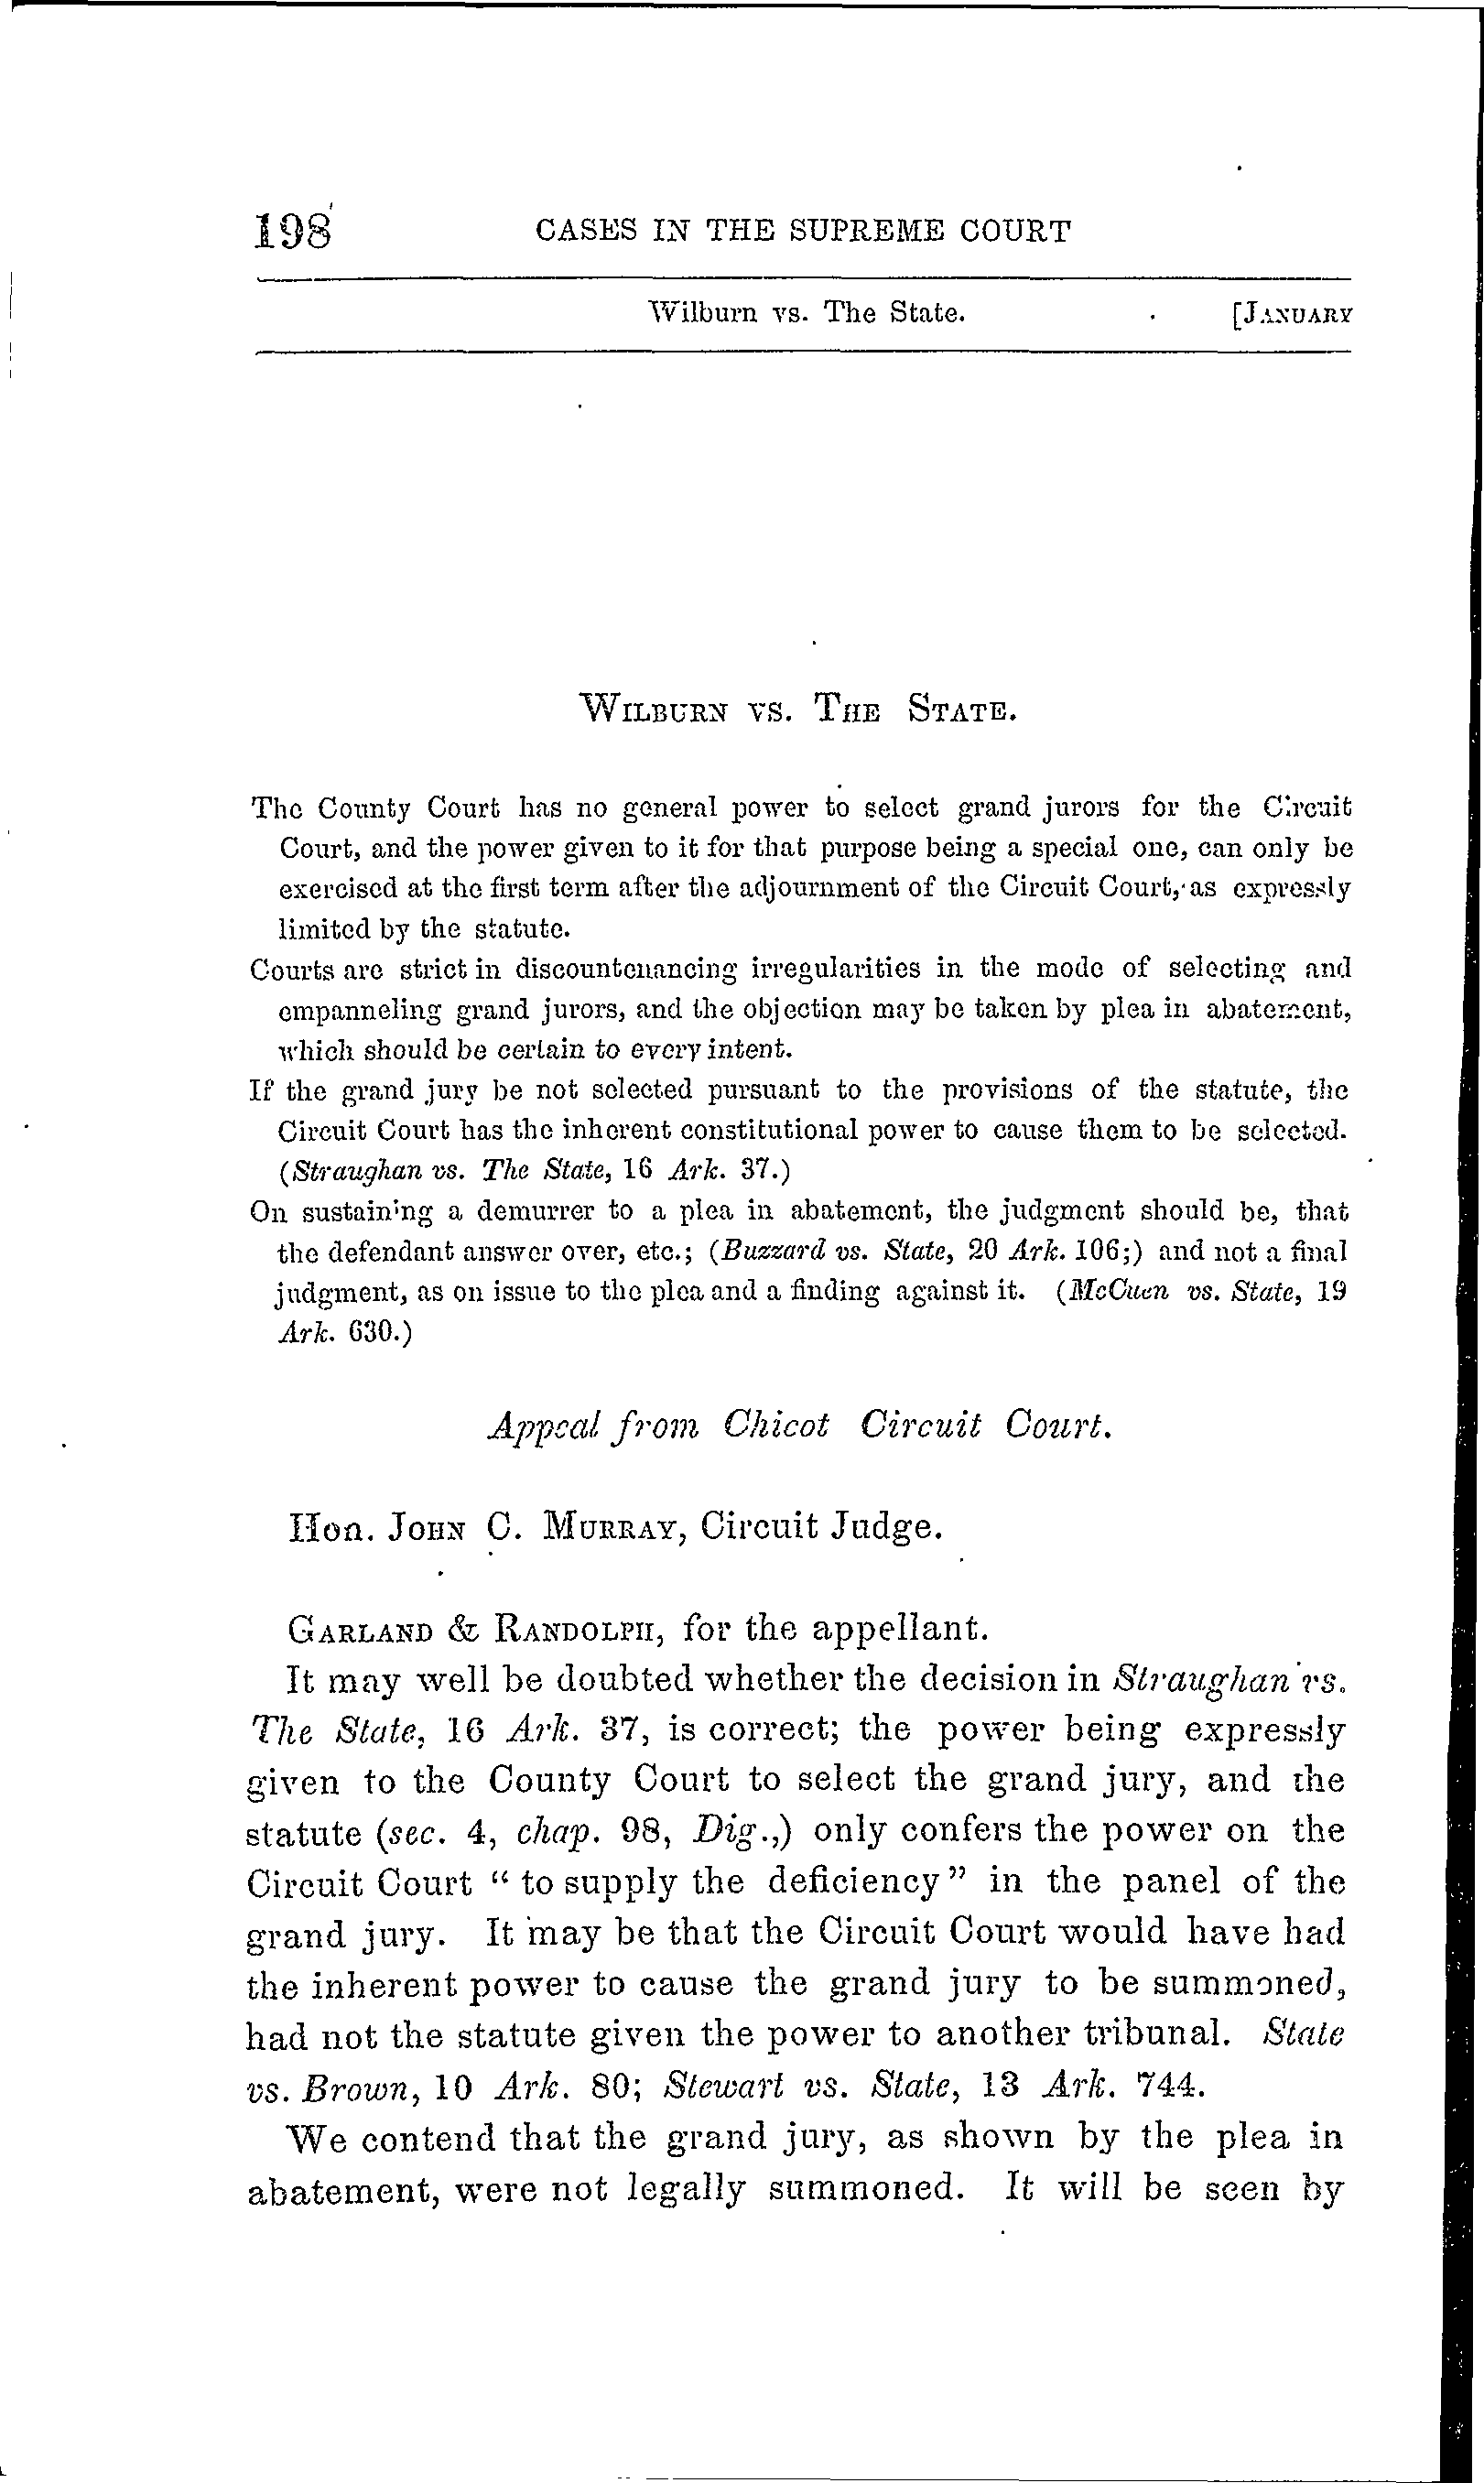 198 CASES IN THE SUPREME COURT
Wilburn vs. The State. [JANUARY
WILBURN VS. THE STATE.
The County Court has no general power to select grand jurors for the Circuit
Court, and the power given to it for that purpose being a special one, can only be
exercised at the first term after the adjournment of the Circuit Court, as expressly
limited by the statute.
Courts are strict in discountenancing irregularities in the mode of selecting and
empanneling grand jurors, and the objection may be taken by plea in abatement,
which should be certain to every intent.
If the grand jury be not selected pursuant to the provisions of the statute, the
Circuit Court has the inherent constitutional power to cause them to be selected.
(Straughan vs. The State, 16 Ark. 37.)
On sustaining a demurrer to a plea in abatement, the judgment should be, that
the defendant answer over, etc.; (Buzzard vs. State, 20 Ark. 106;) and not a final
judgment, as on issue to the plea and a finding against it. (McCuen vs. State, 19
Ark. 630.)
Appeal from Chicot Circuit Court.
Hon. JOHN C. MURRAY, Circuit Judge.
GARLAND & RANDOLPH, for the appellant.
It may well be doubted whether the decision in Straughan vs.
The State, 16 Ark. 37, is correct; the power being expressly
given to the County Court to select the grand jury, and the
statute (sec. 4, chap. 98, Dig.,) only confers the power on the
Circuit Court "to supply the deficiency" in the panel of the
grand jury. It may be that the Circuit Court would have had
the inherent power to cause the grand jury to be summoned,
had not the statute given the power to another tribunal. State
vs. Brown, 10 Ark. 80; Stewart vs. State, 13 Ark. 744.
We contend that the grand jury, as shown by the plea in
abatement, were not legally summoned. It will be seen by